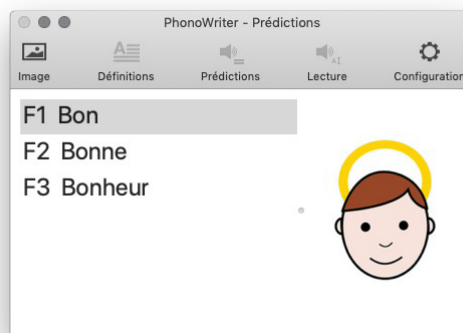 PhonoWriter - Prédictions
Image Définitions Prédictions Lecture Configuration
F1 Bon
F2 Bonne
F3 Bonheur